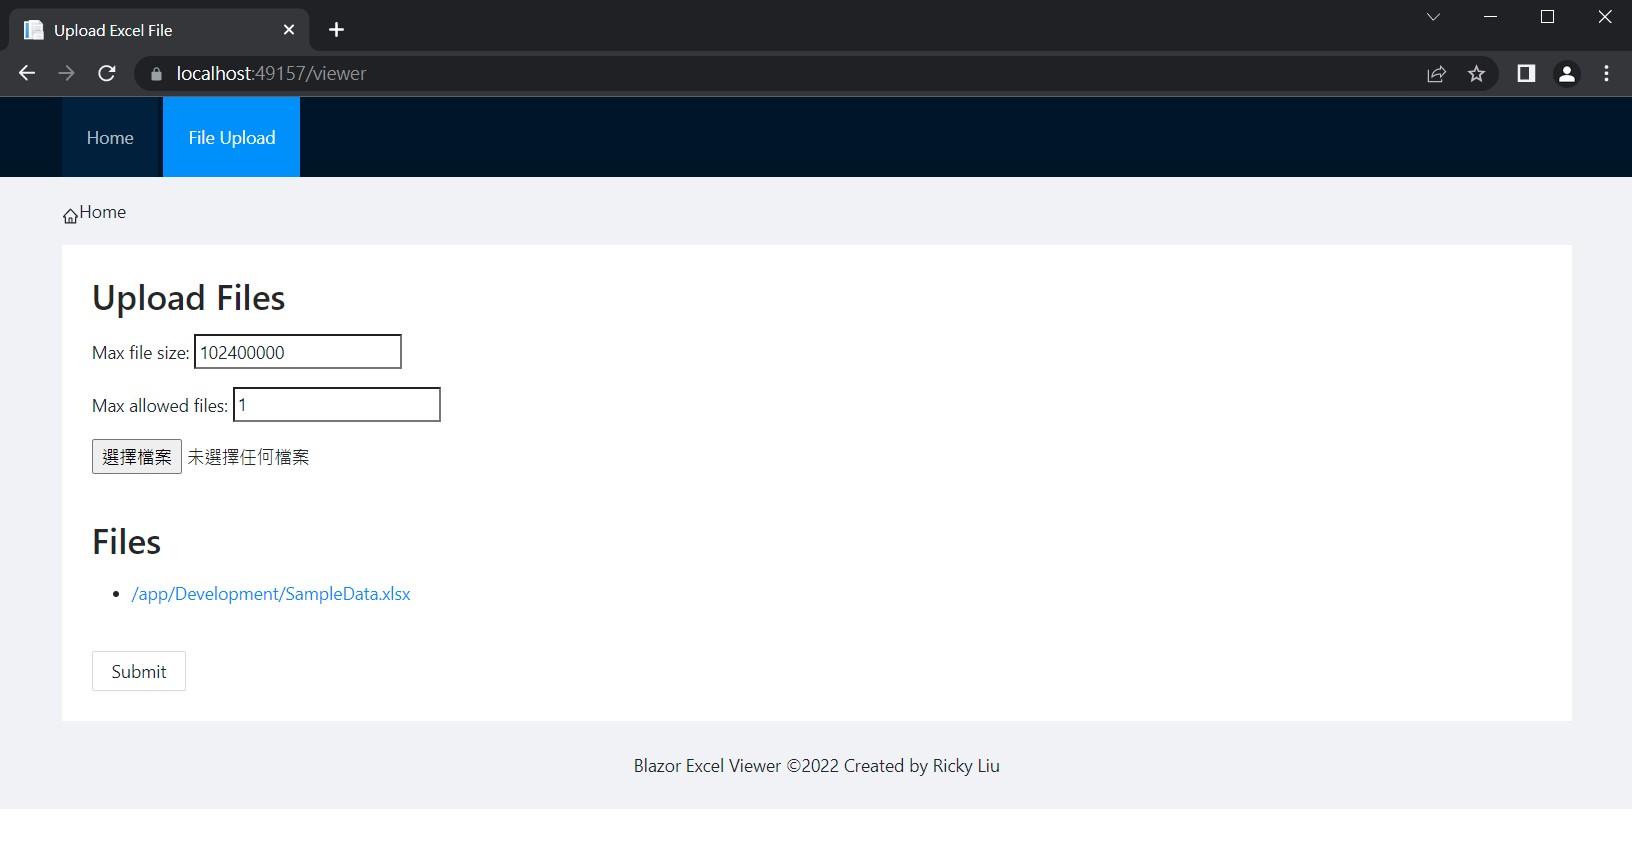 Upload Excel File
localhost:49157/viewer
Home File Upload
Home
Upload Files
Max file size: 102400000
Max allowed files: 1
選擇檔案 未選擇任何檔案
Files
/app/Development/SampleData.xlsx
Submit
Blazor Excel Viewer ©2022 Created by Ricky Liu